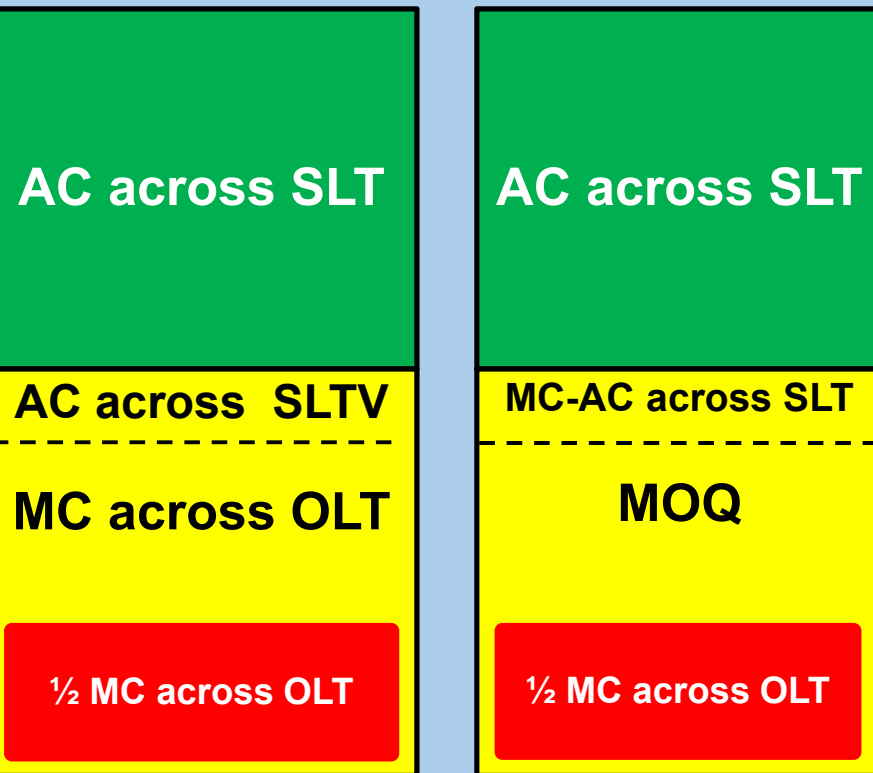 AC across SLT
AC across SLTV
MC across OLT
½ MC across OLT
AC across SLT
MC-AC across SLT
MOQ
½ MC across OLT